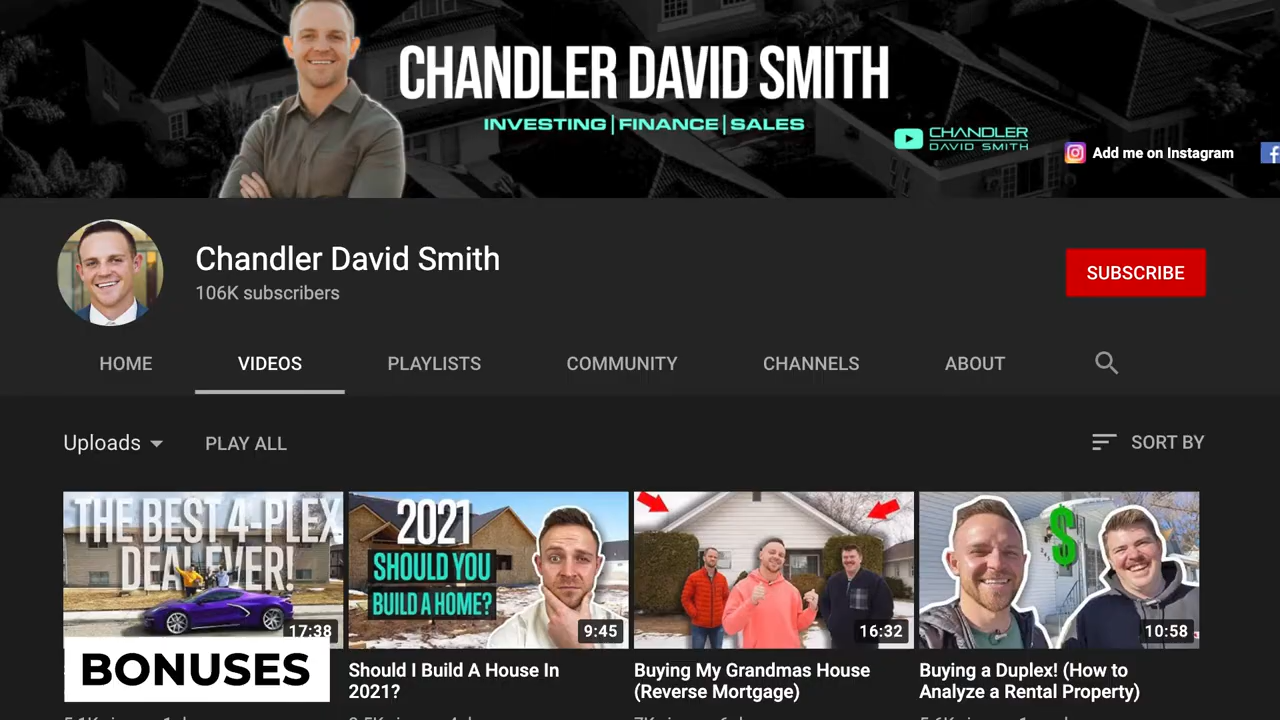 CHANDLER DAVID SMITH
INVESTING | FINANCE | SALES
CHANDLER
DAVID SMITH
Add me on Instagram
Chandler David Smith
106K subscribers
SUBSCRIBE
HOME
VIDEOS
PLAYLISTS
COMMUNITY
CHANNELS
ABOUT
Uploads
PLAY ALL
SORT BY
THE BEST 4-PLEX
DEAL EVER!
17:38
2021
SHOULD YOU
BUILD A HOME?
9:45
16:32
$
10:58
BONUSES
Should I Build A House In
2021?
Buying My Grandmas House
(Reverse Mortgage)
Buying a Duplex! (How to
Analyze a Rental Property)